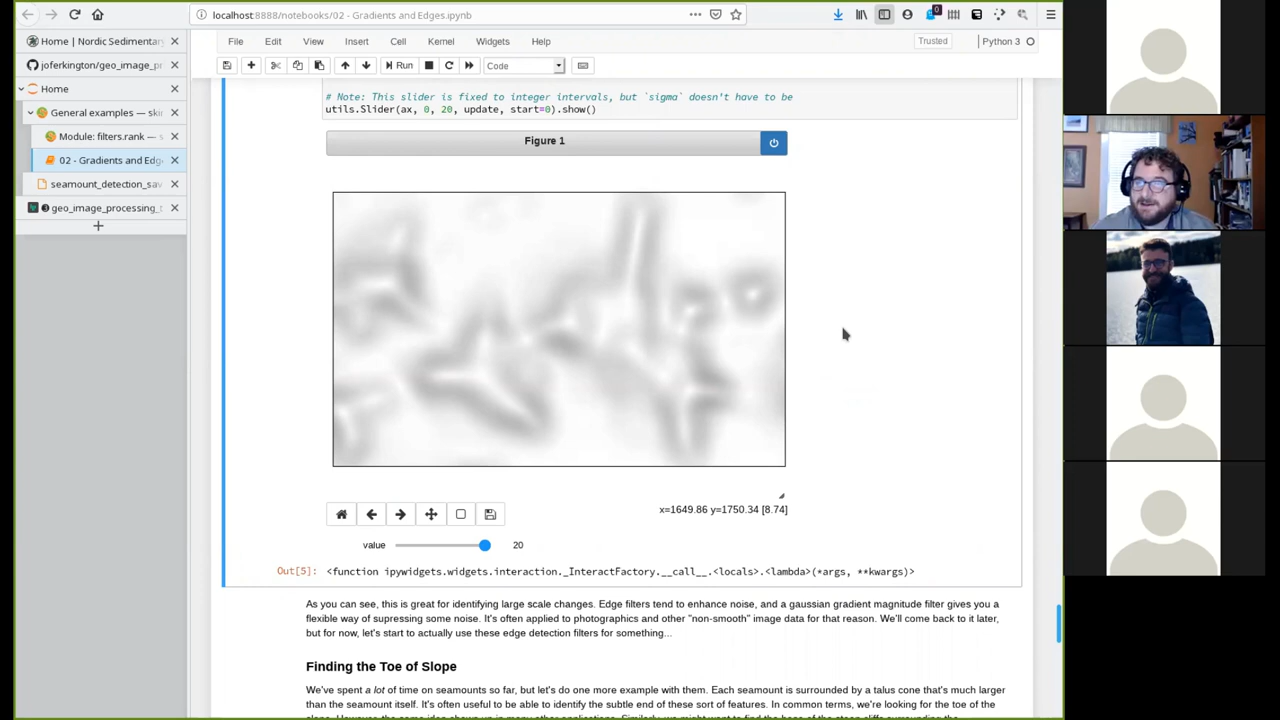 localhost:8888/notebooks/02 - Gradients and Edges.ipynb
0
Home | Nordic Sedimentar
joferkington/geo_image_pr
Home
General examples — skii
Module: filters.rank — s
02 - Gradients and Edg
seamount_detection_sav
geo_image_processing_t
File Edit View Insert Cell Kernel Widgets Help
Trusted
Python 3
Run
Code
# Note: This slider is fixed to integer intervals, but `sigma` doesn't have to be
utils.Slider(ax, 0, 20, update, start=0).show()
Figure 1
x=1649.86 y=1750.34 [8.74]
value 20
Out[5]: <function ipywidgets.widgets.interaction._InteractFactory.__call__.<locals>.<lambda>(*args, **kwargs)>
As you can see, this is great for identifying large scale changes. Edge filters tend to enhance noise, and a gaussian gradient magnitude filter gives you a
flexible way of supressing some noise. It's often applied to photographics and other "non-smooth" image data for that reason. We'll come back to it later,
but for now, let's start to actually use these edge detection filters for something...
Finding the Toe of Slope
We've spent a lot of time on seamounts so far, but let's do one more example with them. Each seamount is surrounded by a talus cone that's much larger
than the seamount itself. It's often useful to be able to identify the subtle end of these sort of features. In common terms, we're looking for the toe of the